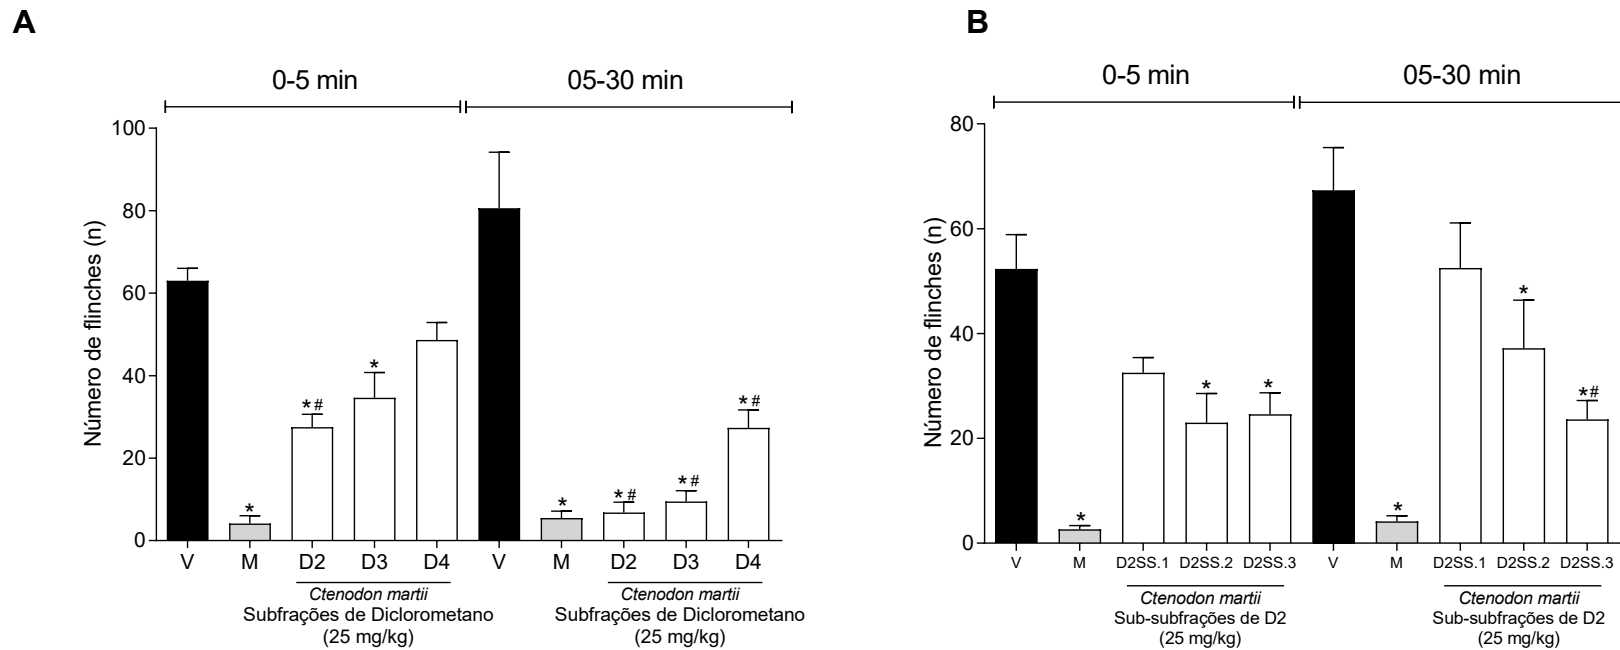 A
0-5 min
05-30 min
Número de flinches (n)
100
80
60
40
20
0
*
*#
*
*
*#
*#
*#
V
M
D2
D3
D4
V
M
D2
D3
D4
Ctenodon martii
Subfrações de Diclorometano
(25 mg/kg)
Ctenodon martii
Subfrações de Diclorometano
(25 mg/kg)
B
0-5 min
05-30 min
Número de flinches (n)
80
60
40
20
0
*
*
*
*
*
*#
V
M
D2SS.1
D2SS.2
D2SS.3
V
M
D2SS.1
D2SS.2
D2SS.3
Ctenodon martii
Sub-subfrações de D2
(25 mg/kg)
Ctenodon martii
Sub-subfrações de D2
(25 mg/kg)